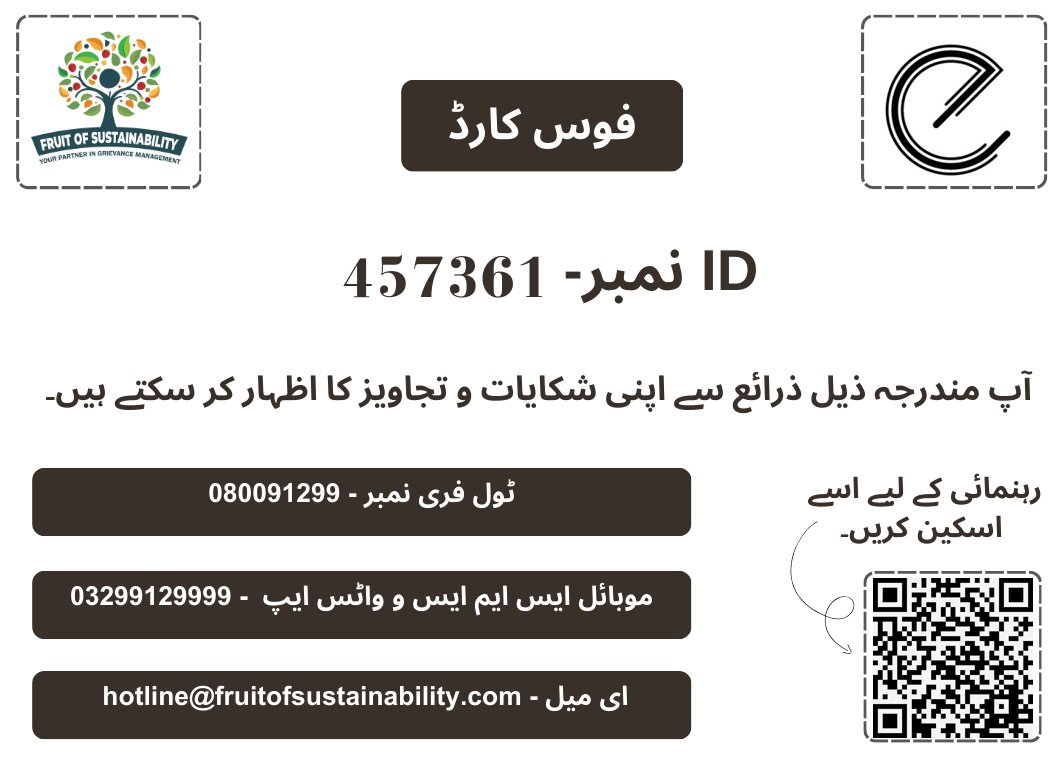 FRUIT OF SUSTAINABILITY
YOUR PARTNER IN GRIEVANCE MANAGEMENT
فوس کارڈ
ID نمبر- 457361
آپ مندرجہ ذیل ذرائع سے اپنی شکایات و تجاویز کا اظہار کر سکتے ہیں۔
ٹول فری نمبر - 080091299
موبائل ایس ایم ایس و واٹس ایپ - 03299129999
ای میل - hotline@fruitofsustainability.com
رہنمائی کے لیے اسے
اسکین کریں۔